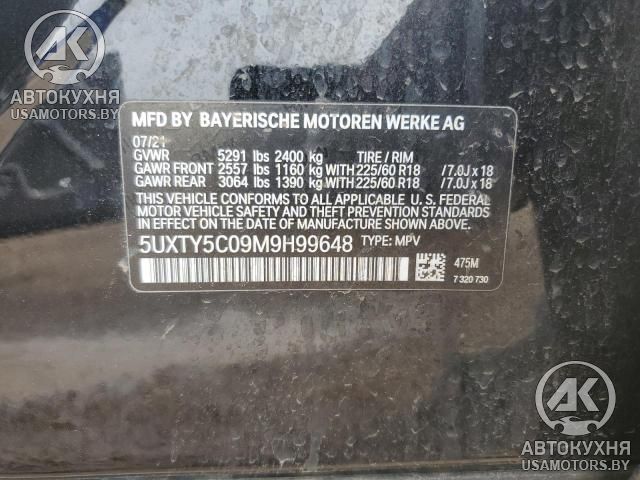 АК
АВТОКУХНЯ
USAMOTORS.BY
MFD BY BAYERISCHE MOTOREN WERKE AG
07/21
GVWR 5291 lbs 2400 kg TIRE / RIM
GAWR FRONT 2557 lbs 1160 kg WITH 225/60 R18 / 7.0J x 18
GAWR REAR 3064 lbs 1390 kg WITH 225/60 R18 / 7.0J x 18
THIS VEHICLE CONFORMS TO ALL APPLICABLE U. S. FEDERAL
MOTOR VEHICLE SAFETY STANDARDS IN EFFECT
ON THE DATE OF MANUFACTURE SHOWN ABOVE.
5UXTY5C09M9H99648 TYPE: MPV
475M
7 320 730
АК
АВТОКУХНЯ
USAMOTORS.BY